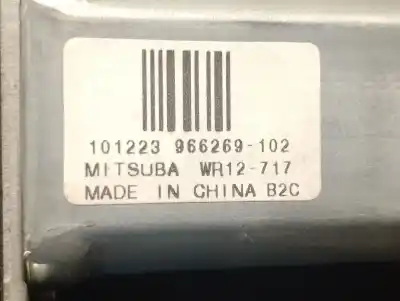 101223 966269-102
MITSUBA WR12-717
MADE IN CHINA B2C